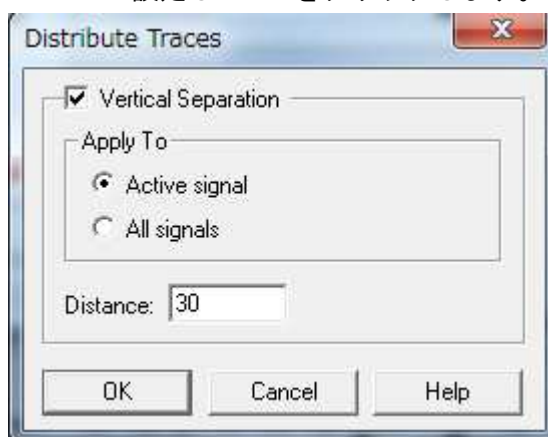 Distribute Traces
Vertical Separation
Apply To
Active signal
All signals
Distance: 30
OK Cancel Help